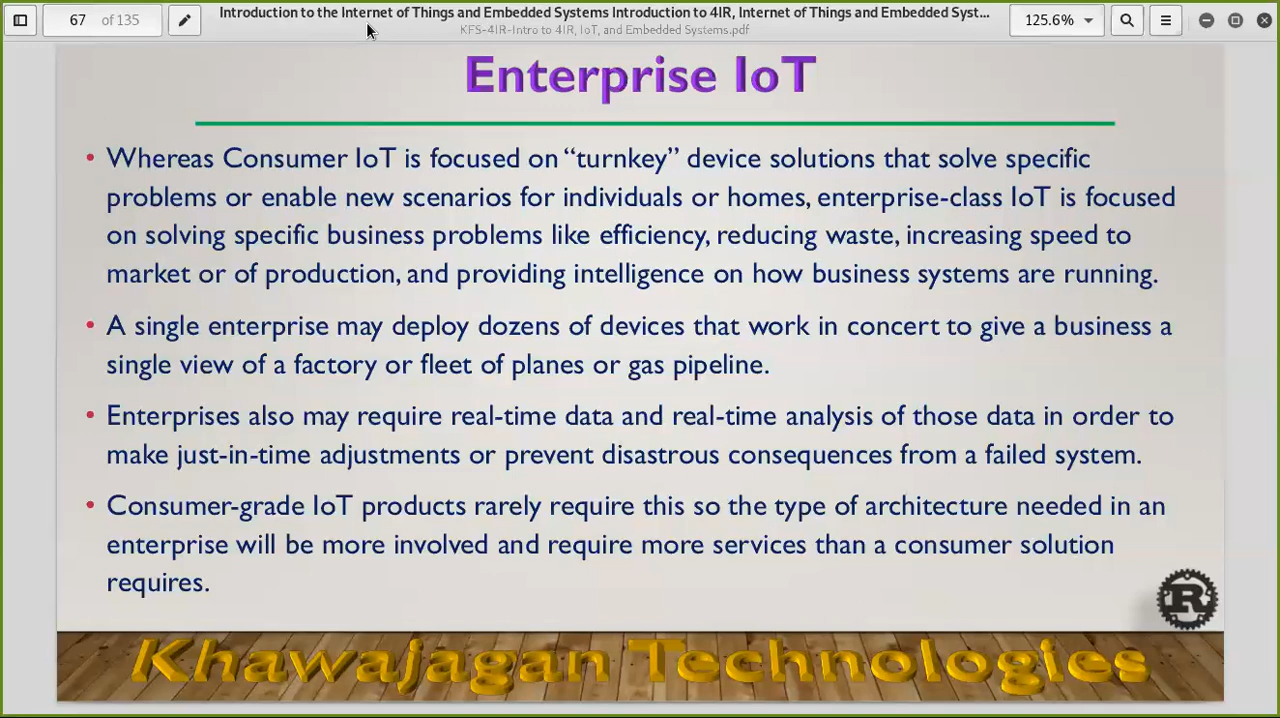 67 of 135
Introduction to the Internet of Things and Embedded Systems Introduction to 4IR, Internet of Things and Embedded Syst...
KFS-4IR-Intro to 4IR, IoT, and Embedded Systems.pdf
125.6%
Enterprise IoT
• Whereas Consumer IoT is focused on “turnkey” device solutions that solve specific
problems or enable new scenarios for individuals or homes, enterprise-class IoT is focused
on solving specific business problems like efficiency, reducing waste, increasing speed to
market or of production, and providing intelligence on how business systems are running.
• A single enterprise may deploy dozens of devices that work in concert to give a business a
single view of a factory or fleet of planes or gas pipeline.
• Enterprises also may require real-time data and real-time analysis of those data in order to
make just-in-time adjustments or prevent disastrous consequences from a failed system.
• Consumer-grade IoT products rarely require this so the type of architecture needed in an
enterprise will be more involved and require more services than a consumer solution
requires.
R
Khawajagan Technologies